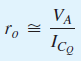 r_o ≅ V_A / I_{C_Q}